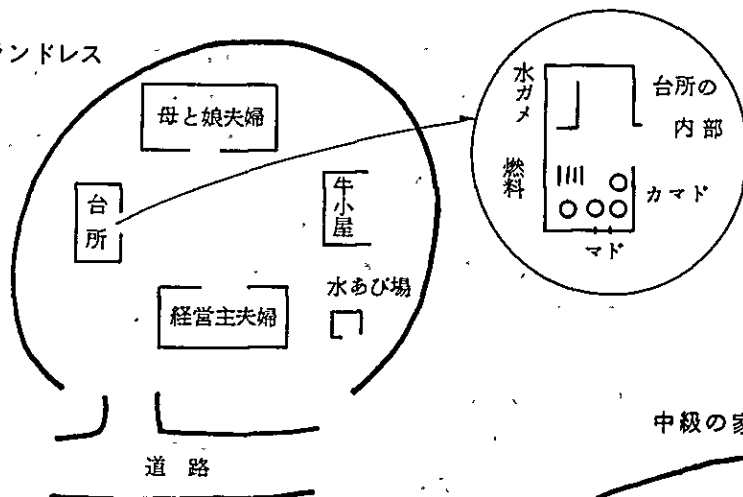 ランドレス
母と娘夫婦
台所
牛小屋
水あび場
経営主夫婦
道路
水ガメ
燃料
台所の
内部
カマド
マド
中級の家